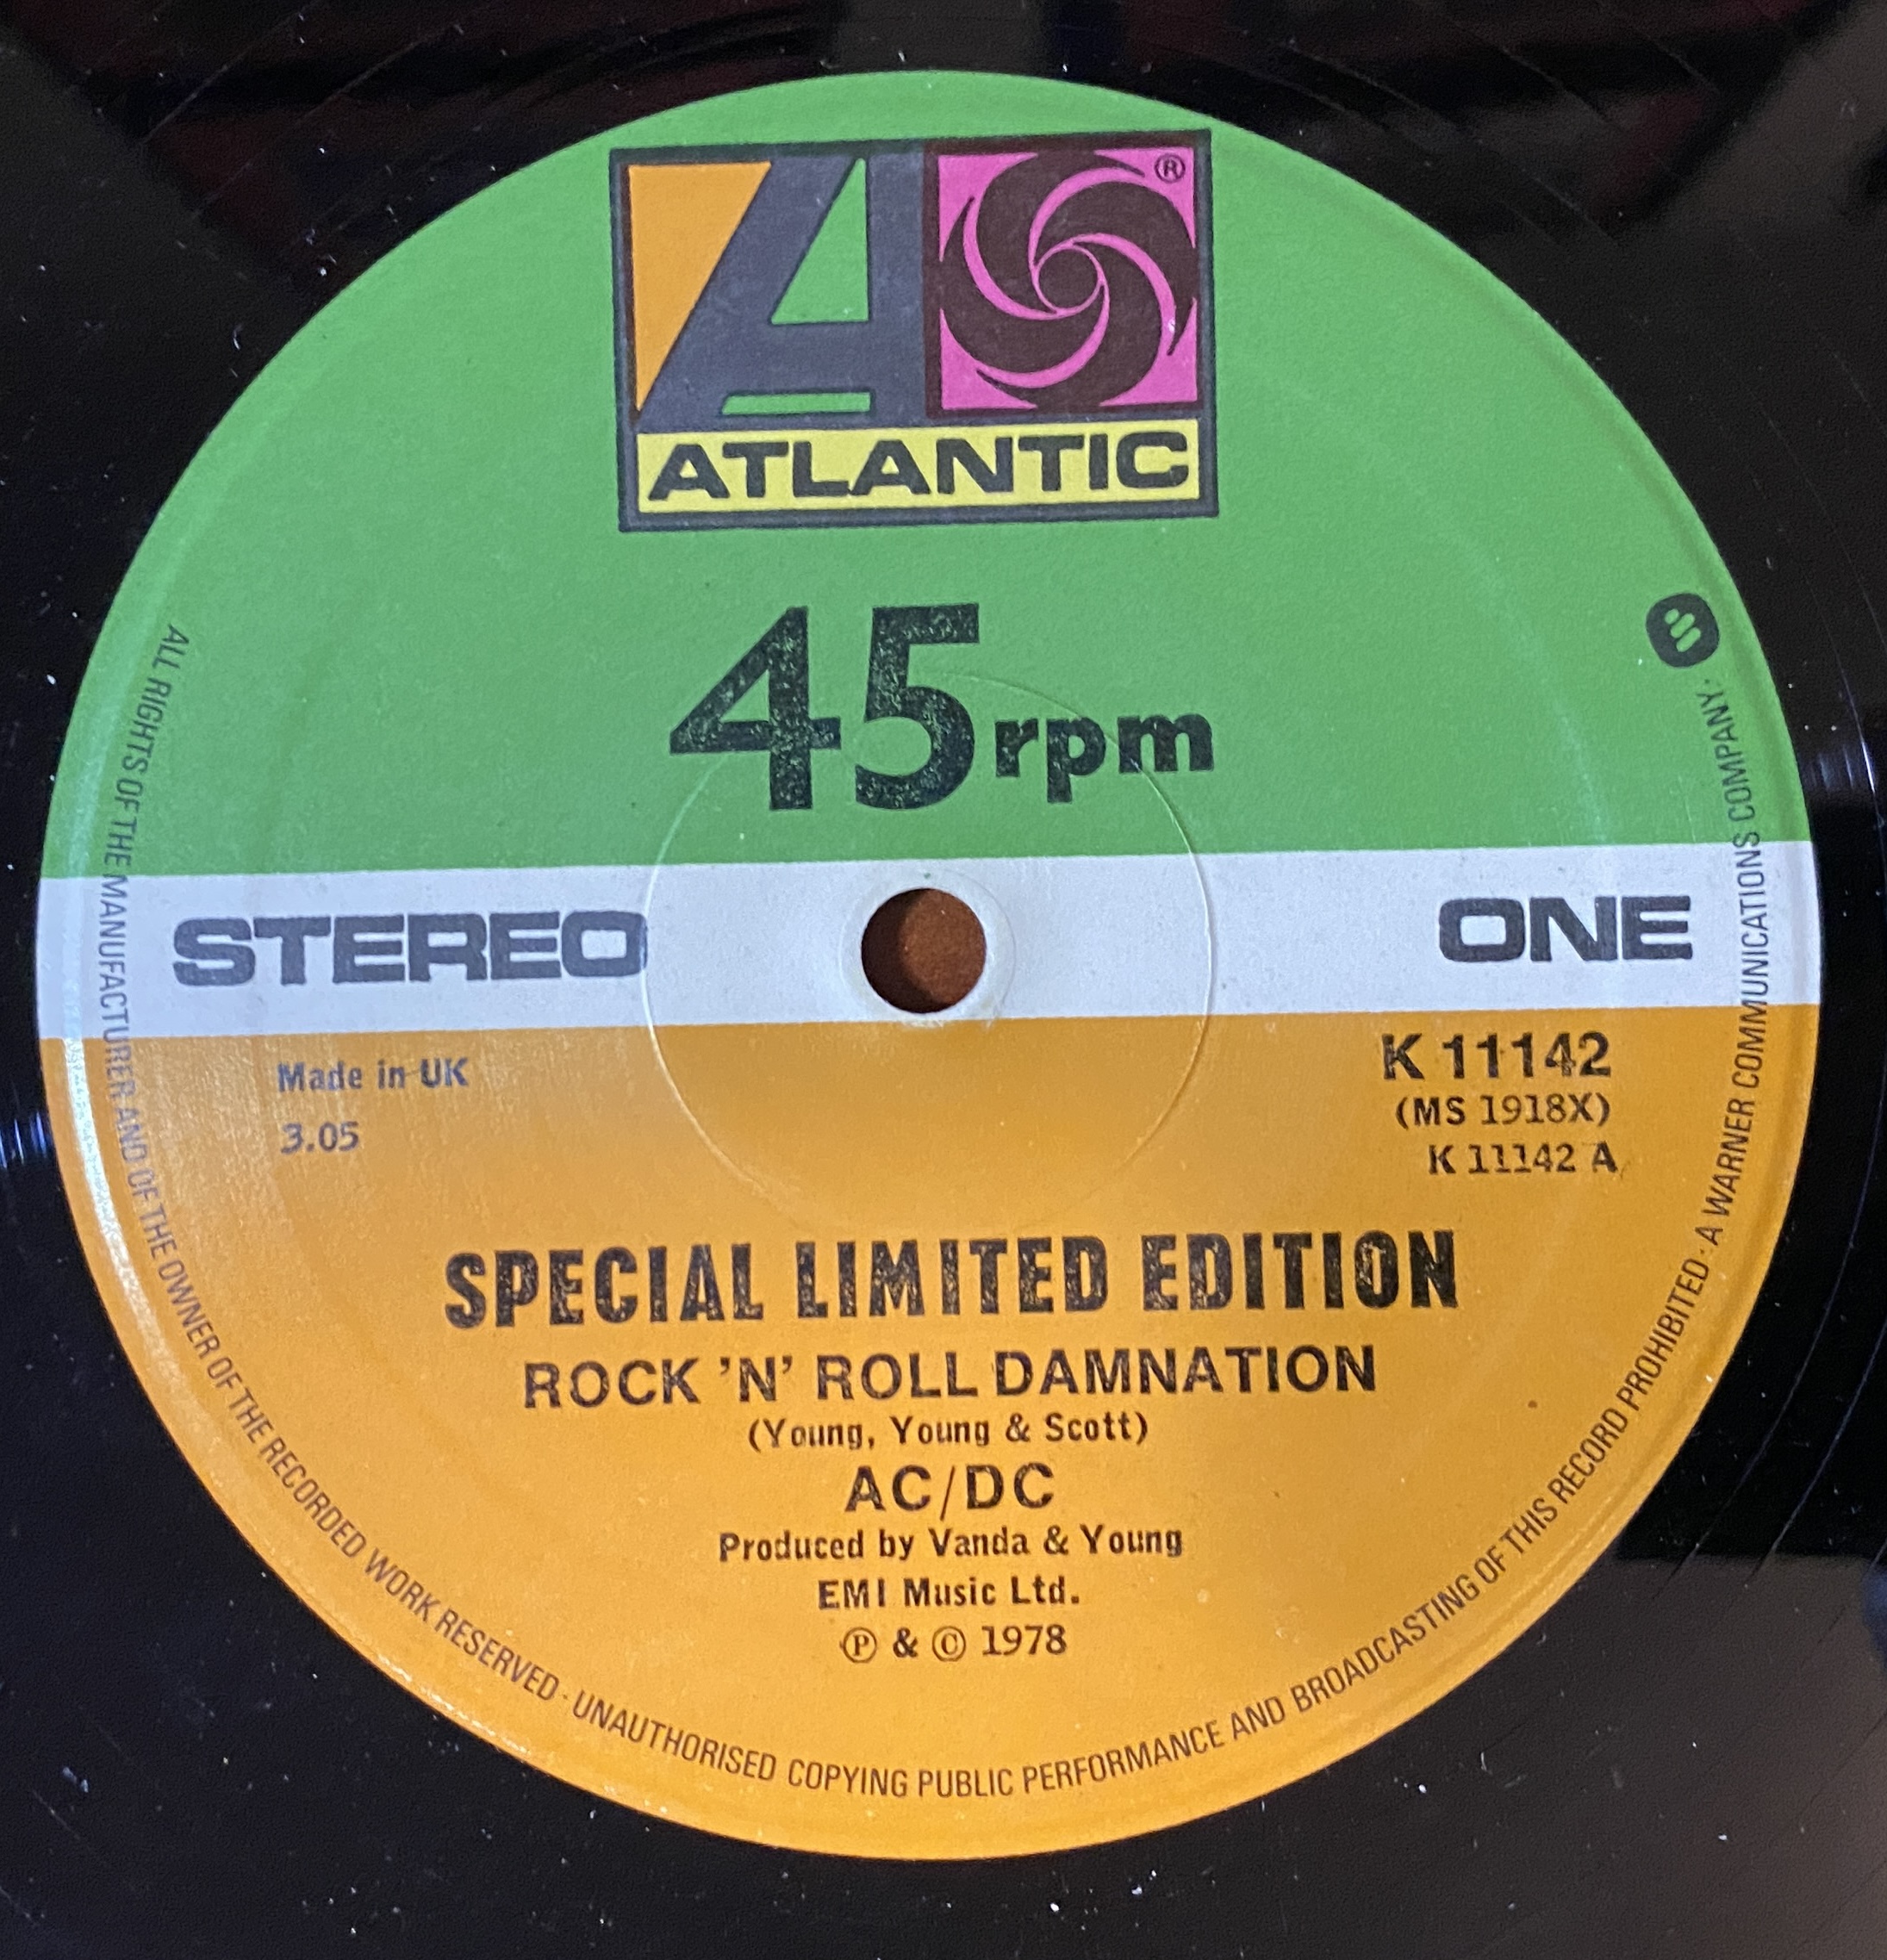 ®
ATLANTIC
45 rpm
STEREO
ONE
Made in UK
3.05
K 11142
(MS 1918X)
K 11142 A
SPECIAL LIMITED EDITION
ROCK 'N' ROLL DAMNATION
(Young, Young & Scott)
AC/DC
Produced by Vanda & Young
EMI Music Ltd.
Ⓟ & © 1978
ALL RIGHTS OF THE MANUFACTURER AND OF THE OWNER OF THE RECORDED WORK RESERVED · UNAUTHORISED COPYING PUBLIC PERFORMANCE AND BROADCASTING OF THIS RECORD PROHIBITED · A WARNER COMMUNICATIONS COMPANY.